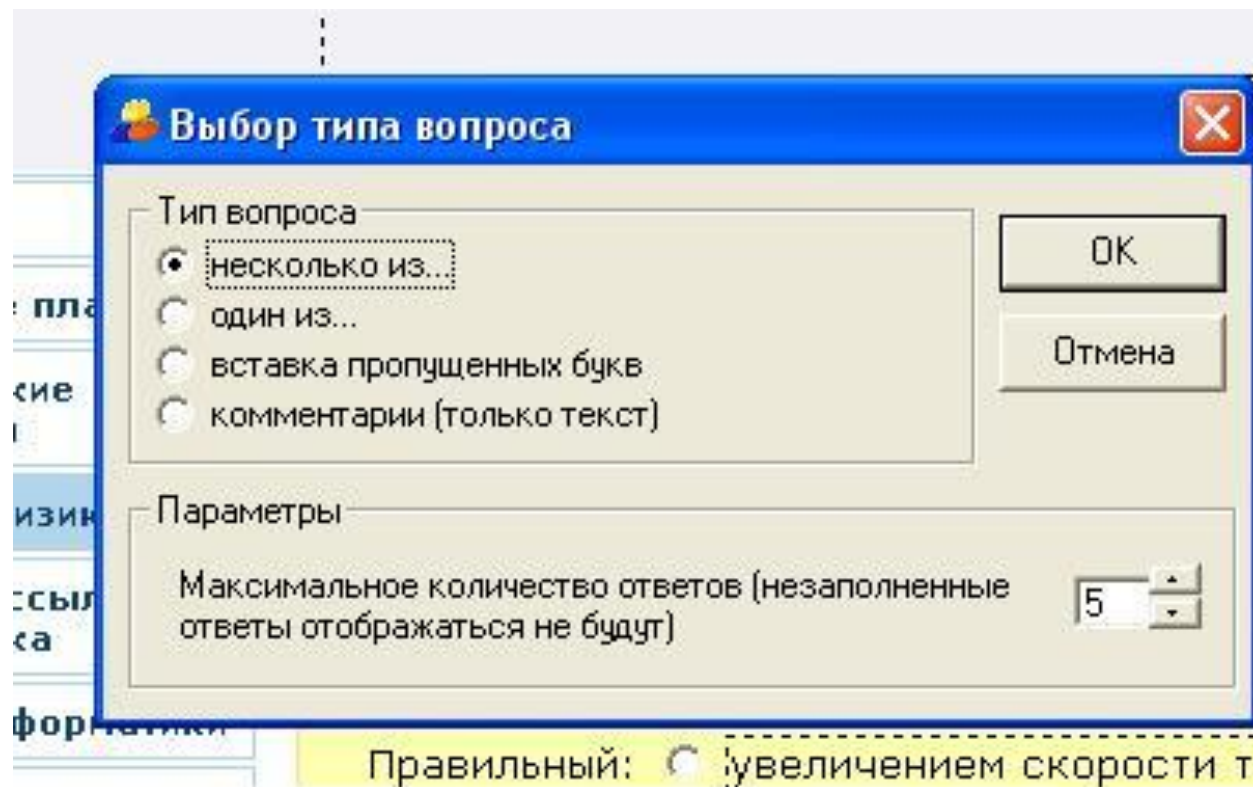 Выбор типа вопроса
Тип вопроса
несколько из...
один из...
вставка пропущенных букв
комментарии (только текст)
OK
Отмена
Параметры
Максимальное количество ответов (незаполненные
ответы отображаться не будут)
5
Правильный: увеличением скорости т